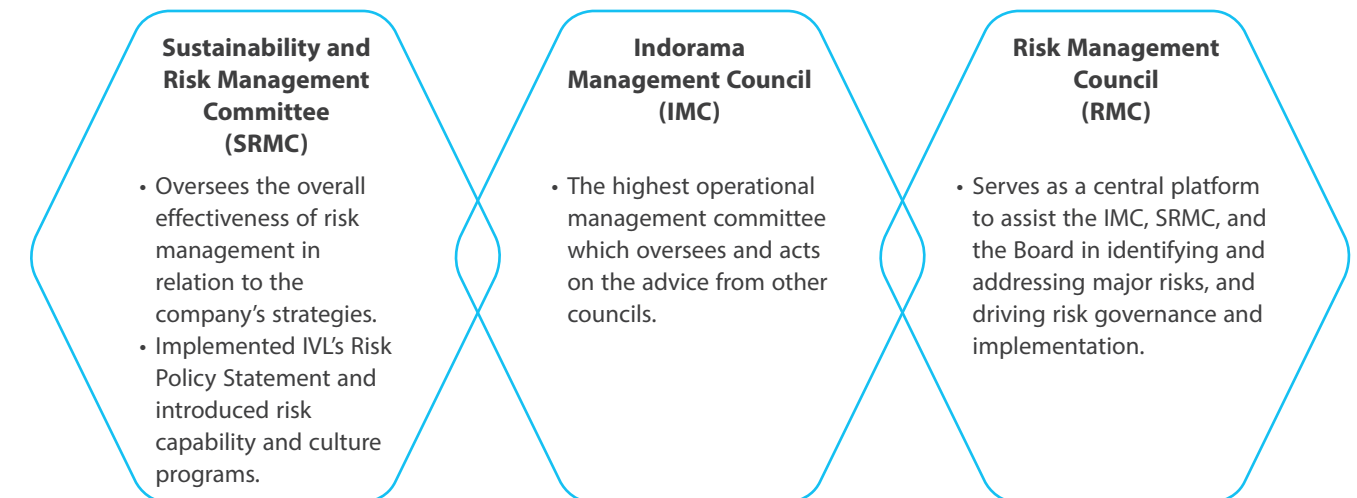 Sustainability and
Risk Management
Committee
(SRMC)
• Oversees the overall
effectiveness of risk
management in
relation to the
company’s strategies.
• Implemented IVL’s Risk
Policy Statement and
introduced risk
capability and culture
programs.
Indorama
Management Council
(IMC)
• The highest operational
management committee
which oversees and acts
on the advice from other
councils.
Risk Management
Council
(RMC)
• Serves as a central platform
to assist the IMC, SRMC, and
the Board in identifying and
addressing major risks, and
driving risk governance and
implementation.